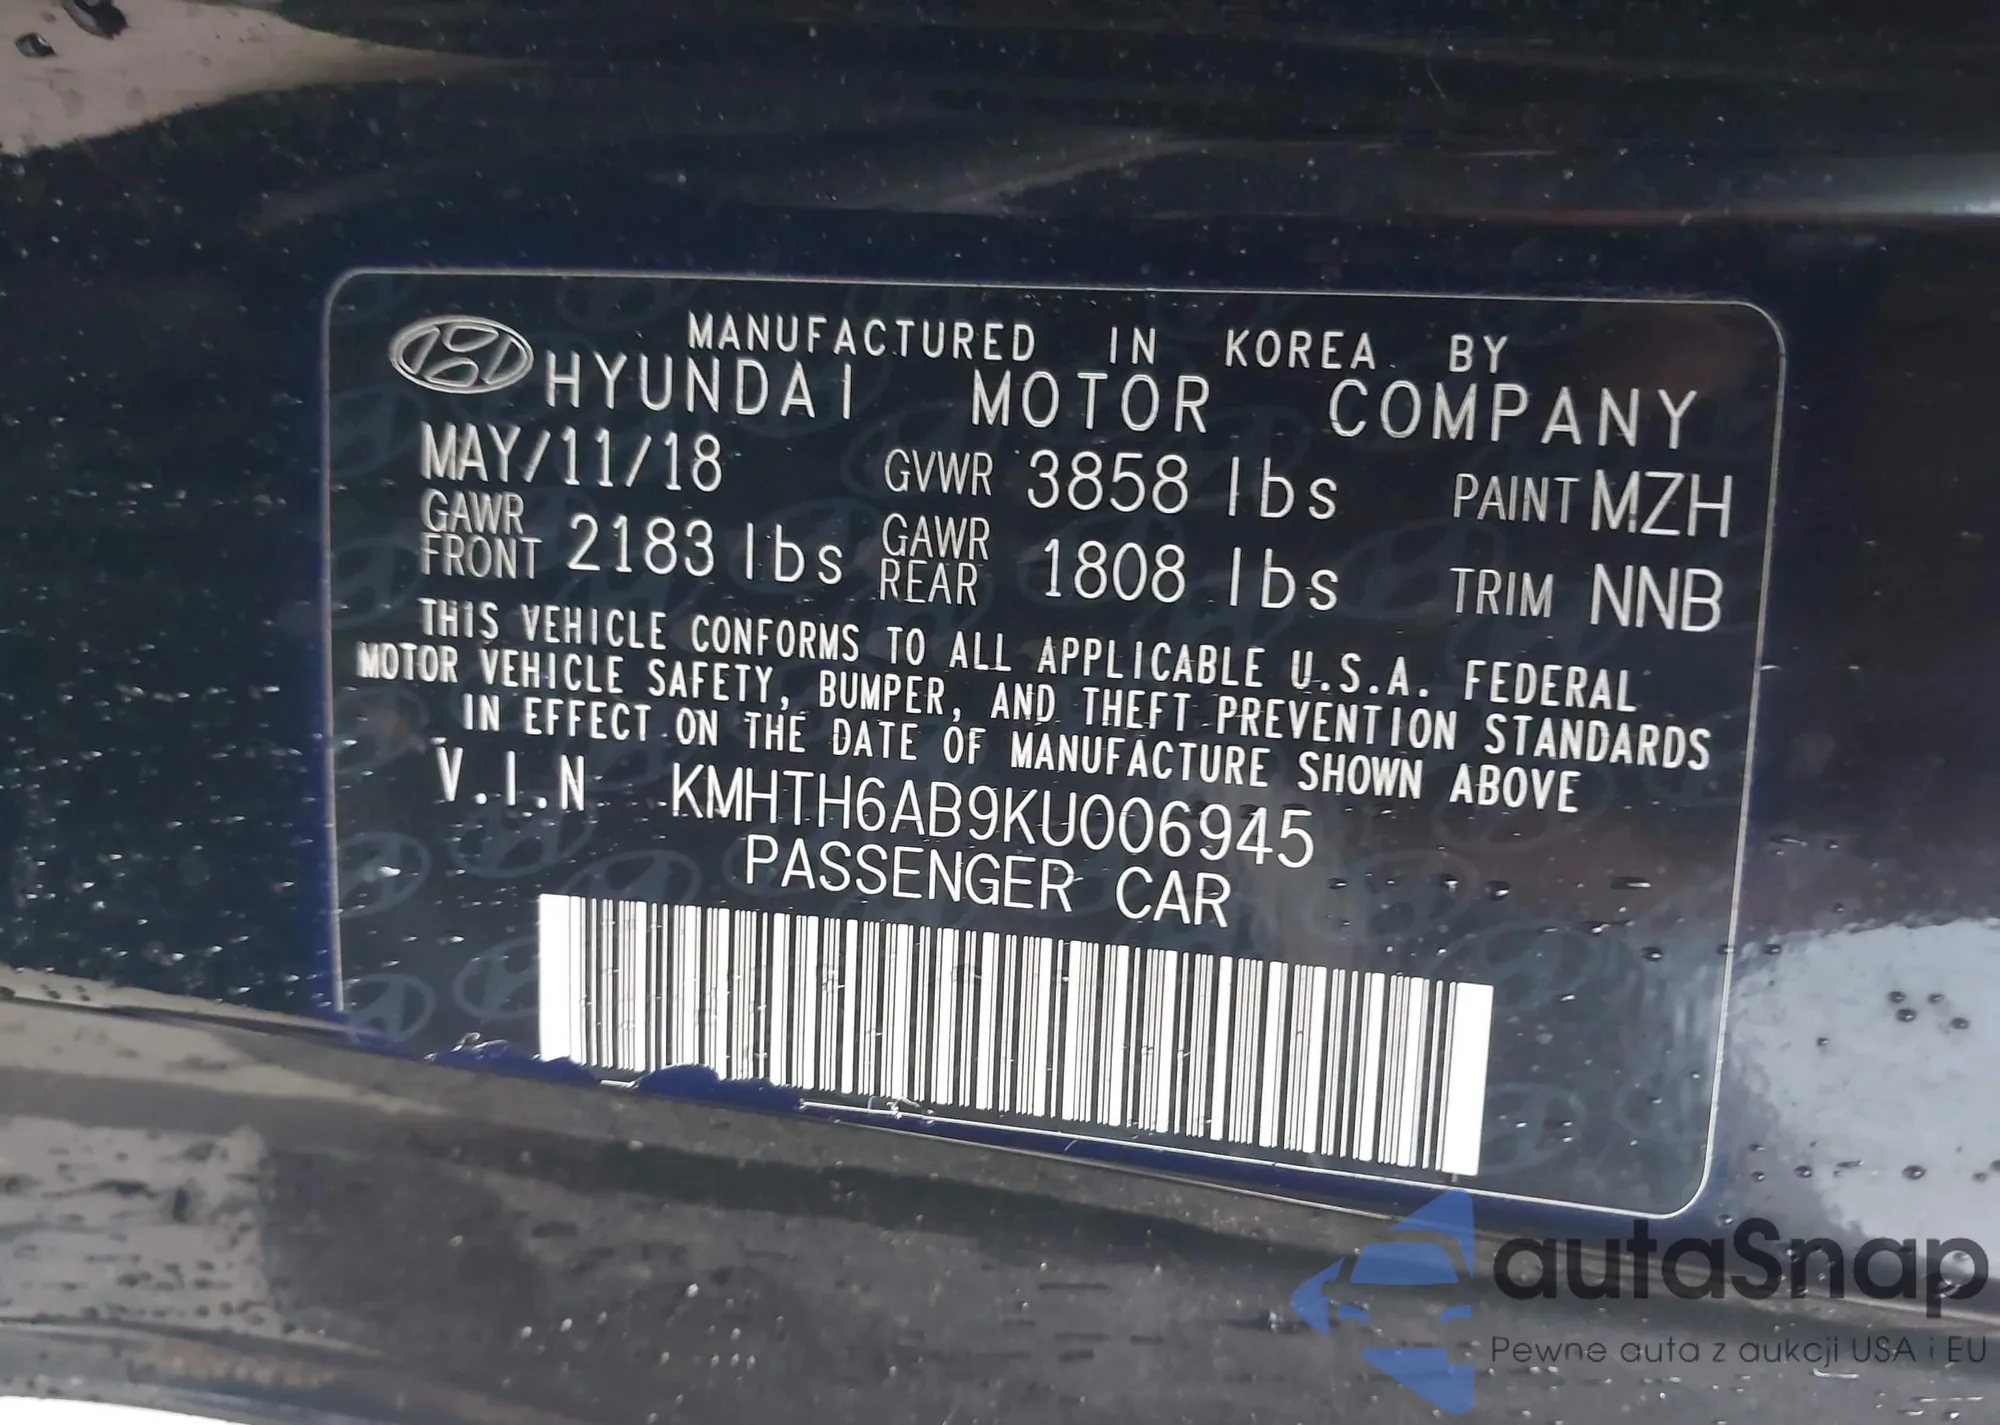 MANUFACTURED IN KOREA BY
HYUNDAI MOTOR COMPANY
MAY/11/18 GVWR 3858 lbs PAINT MZH
GAWR FRONT 2183 lbs GAWR REAR 1808 lbs TRIM NNB
THIS VEHICLE CONFORMS TO ALL APPLICABLE U.S.A. FEDERAL
MOTOR VEHICLE SAFETY, BUMPER, AND THEFT PREVENTION STANDARDS
IN EFFECT ON THE DATE OF MANUFACTURE SHOWN ABOVE
V.I.N KMHTH6AB9KU006945
PASSENGER CAR
autaSnap
Pewne auta z aukcji USA i EU